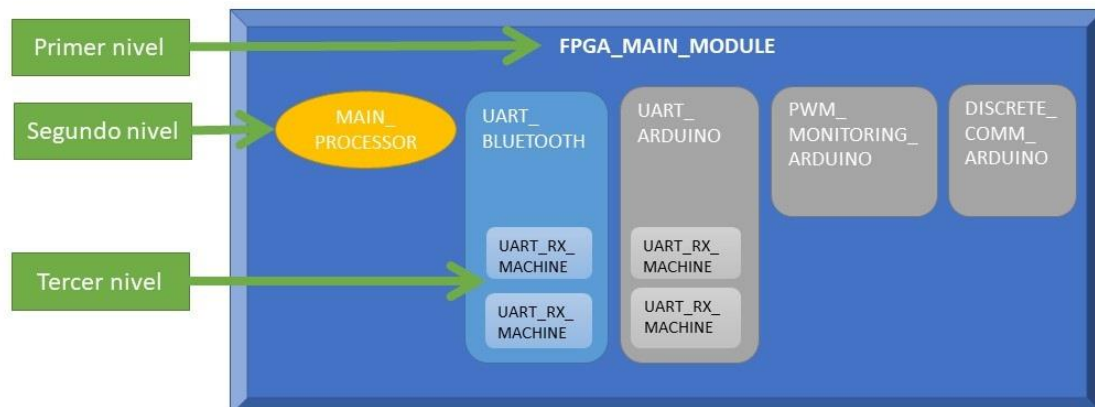 Primer nivel
FPGA_MAIN_MODULE
Segundo nivel
MAIN_
PROCESSOR
UART_
BLUETOOTH
UART_
ARDUINO
PWM_
MONITORING_
ARDUINO
DISCRETE_
COMM_
ARDUINO
Tercer nivel
UART_RX_
MACHINE
UART_RX_
MACHINE
UART_RX_
MACHINE
UART_RX_
MACHINE